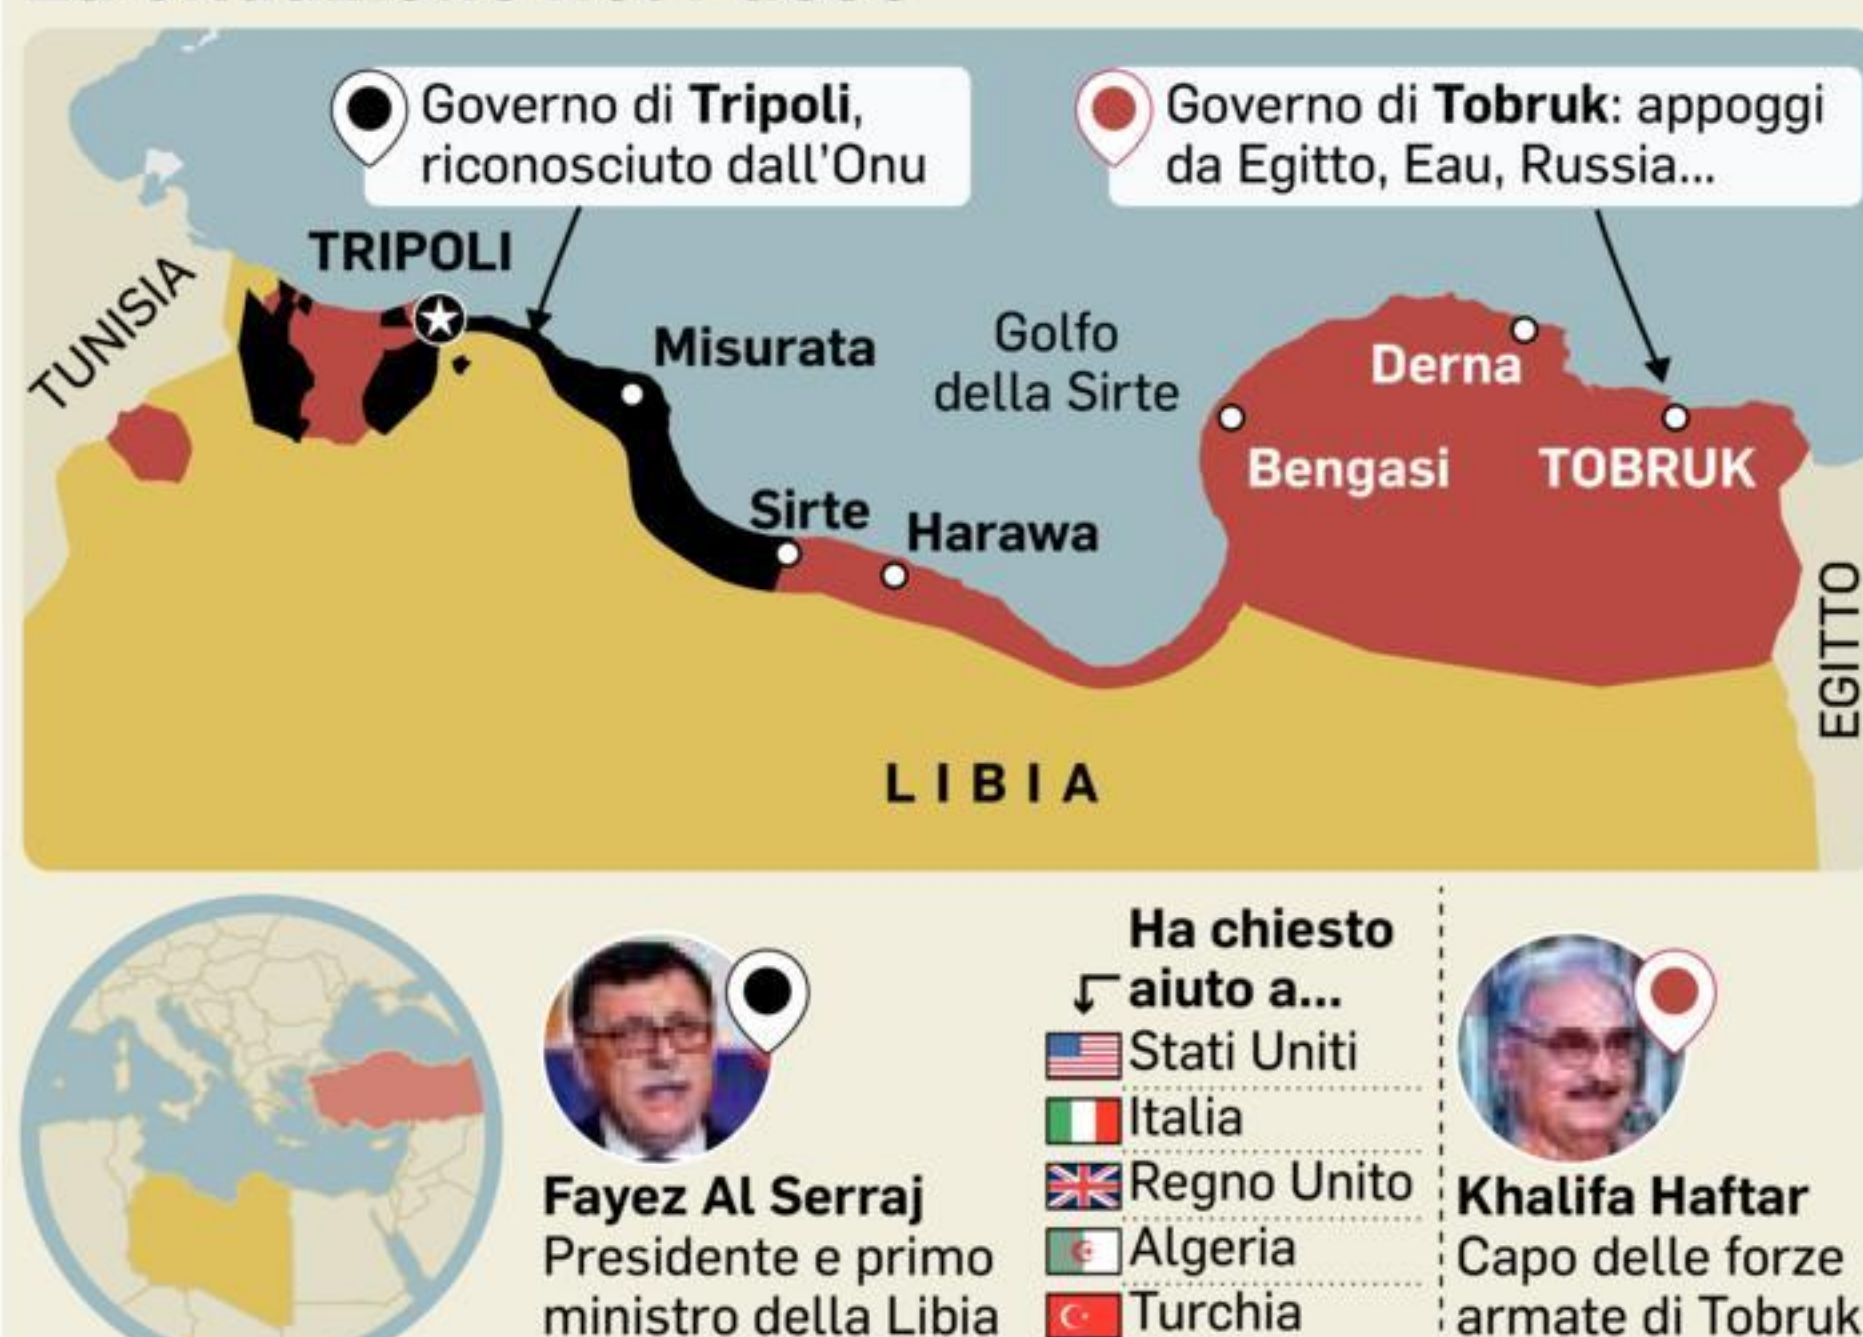 Governo di Tripoli,
riconosciuto dall'Onu
Governo di Tobruk: appoggi
da Egitto, Eau, Russia...
TRIPOLI
TUNISIA
Misurata
Golfo
della Sirte
Derna
Bengasi
TOBRUK
Sirte
Harawa
EGITTO
LIBIA
Fayez Al Serraj
Presidente e primo
ministro della Libia
Ha chiesto
aiuto a...
Stati Uniti
Italia
Regno Unito
Algeria
Turchia
Khalifa Haftar
Capo delle forze
armate di Tobruk